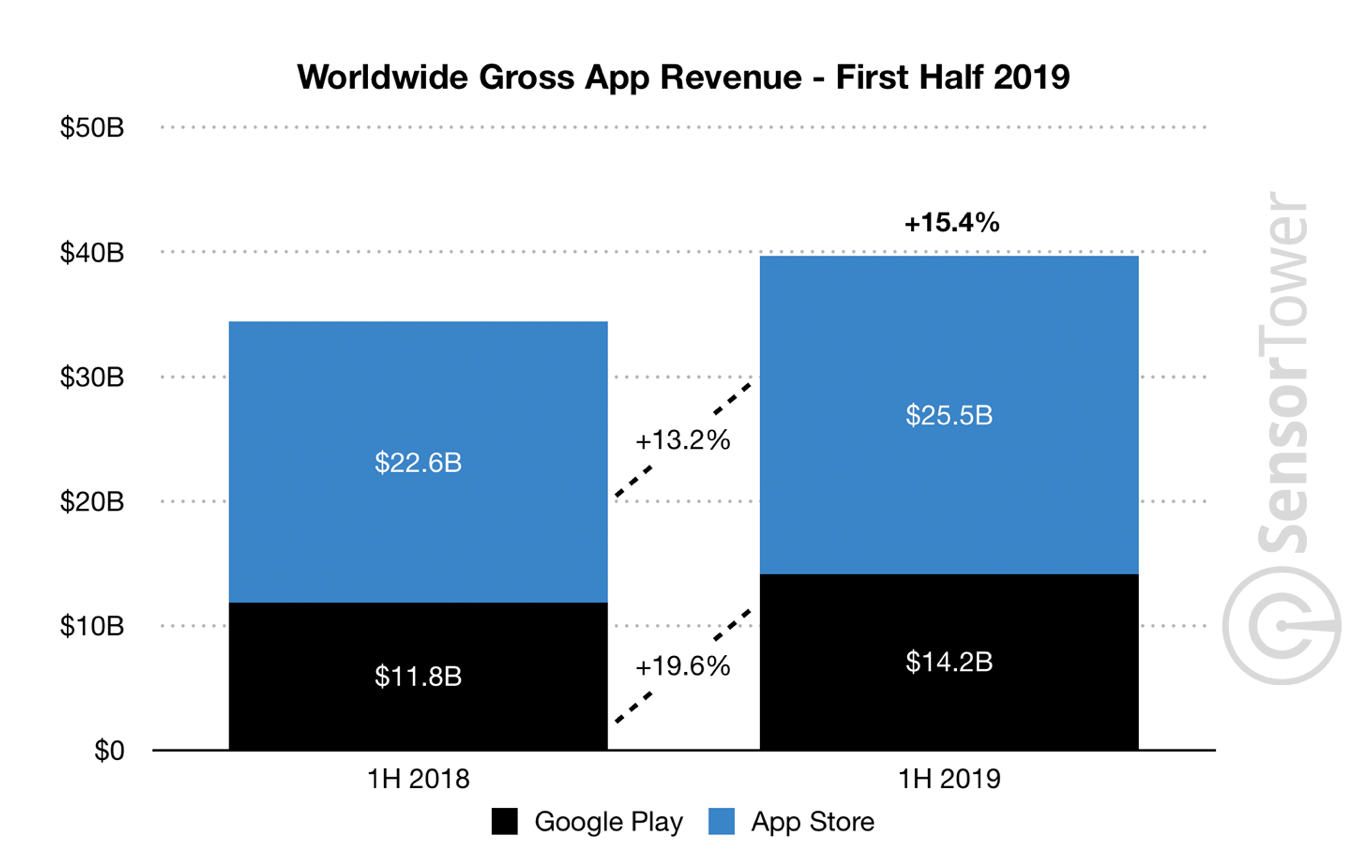 Worldwide Gross App Revenue - First Half 2019
$50B
+15.4%
$40B
$30B
$25.5B
+13.2%
$22.6B
$20B
$10B
+19.6%
$14.2B
$11.8B
$0
1H 2018
1H 2019
Google Play
App Store
SensorTower